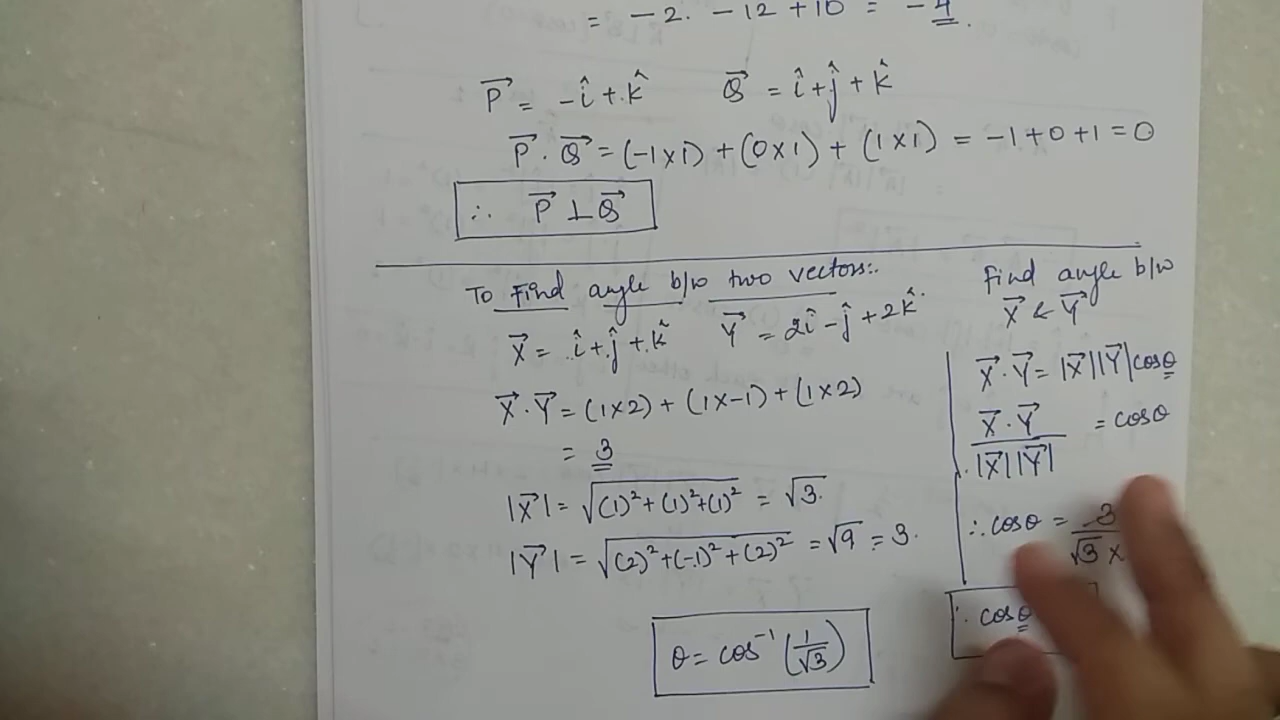 = -2. -12 + 10 = -4.
P⃗ = -î + k̂   Q⃗ = î + ĵ + k̂
P⃗ · Q⃗ = (-1×1) + (0×1) + (1×1) = -1+0+1 = 0
∴ P⃗ ⊥ Q⃗
To Find angle b/w two vectors:.
X⃗ = î + ĵ + k̂   Y⃗ = 2î - ĵ + 2k̂.
X⃗ · Y⃗ = (1×2) + (1×-1) + (1×2)
= 3
|X⃗| = √(1)²+(1)²+(1)² = √3.
|Y⃗| = √(2)²+(-1)²+(2)² = √9 = 3.
θ = cos⁻¹ (1/√3)
Find angle b/w
X⃗ & Y⃗
X⃗ · Y⃗ = |X⃗||Y⃗| cosθ
X⃗ · Y⃗ / |X⃗||Y⃗| = cosθ
∴ cosθ = 3 / √3 ×
∴ cosθ